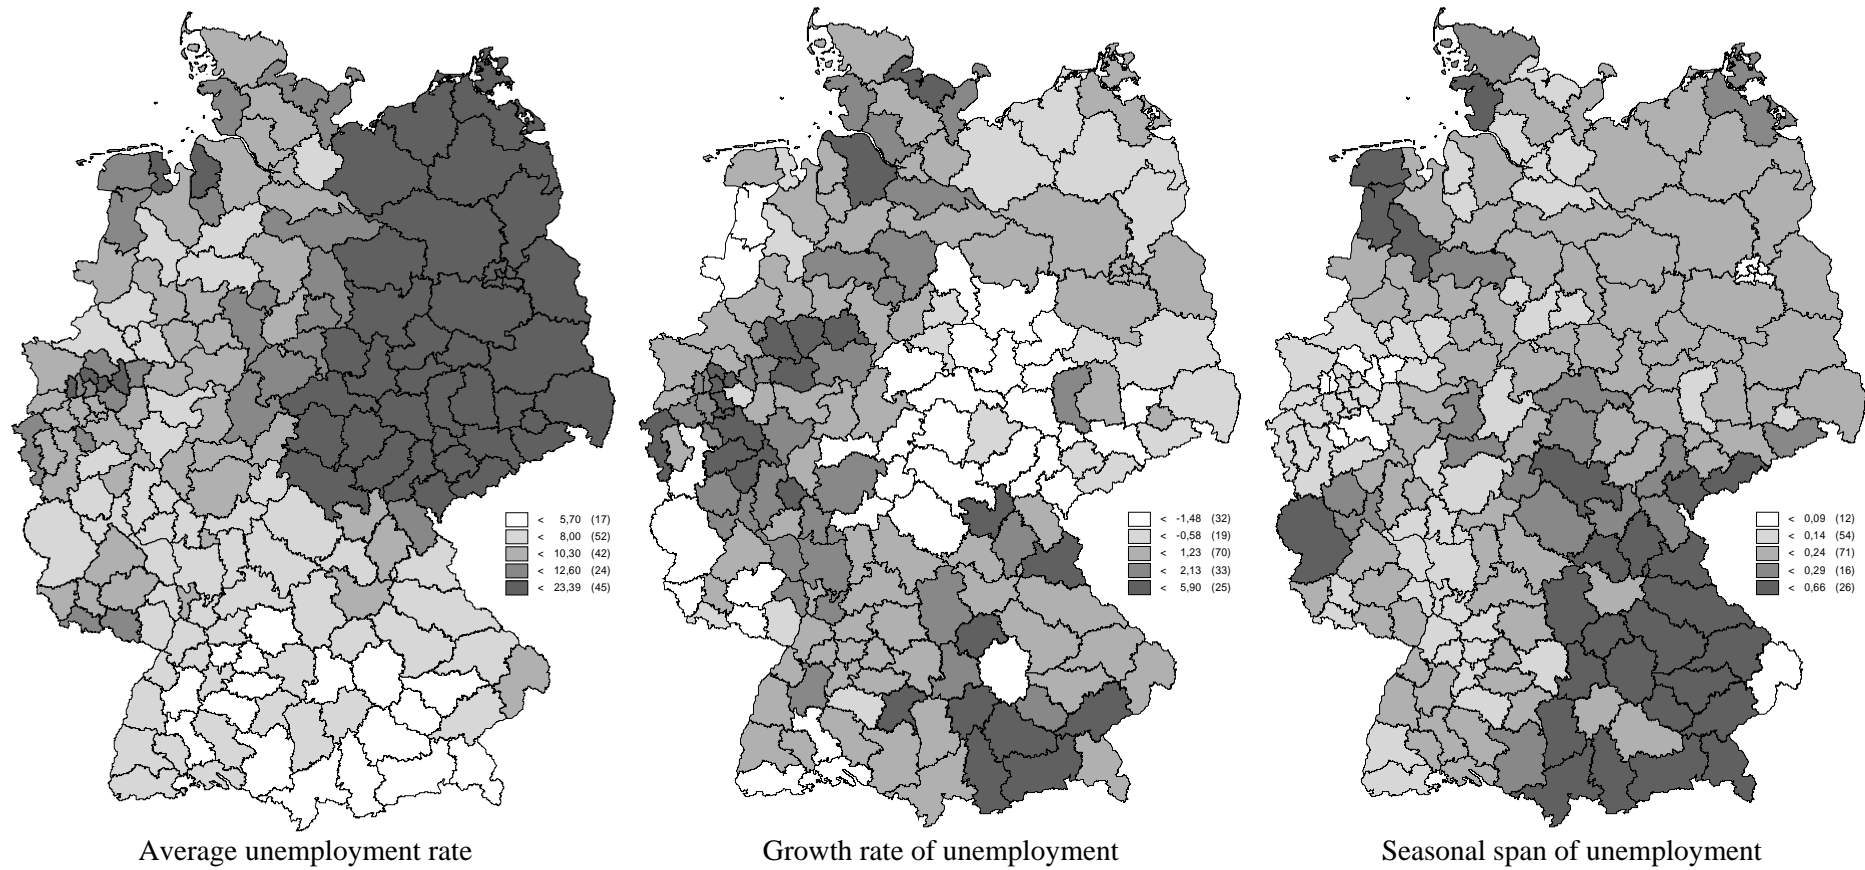 < 5,70 (17)
< 8,00 (52)
< 10,30 (42)
< 12,60 (24)
< 23,39 (45)
< -1,48 (32)
< -0,58 (19)
< 1,23 (70)
< 2,13 (33)
< 5,90 (25)
< 0,09 (12)
< 0,14 (54)
< 0,24 (71)
< 0,29 (16)
< 0,66 (26)
Average unemployment rate
Growth rate of unemployment
Seasonal span of unemployment